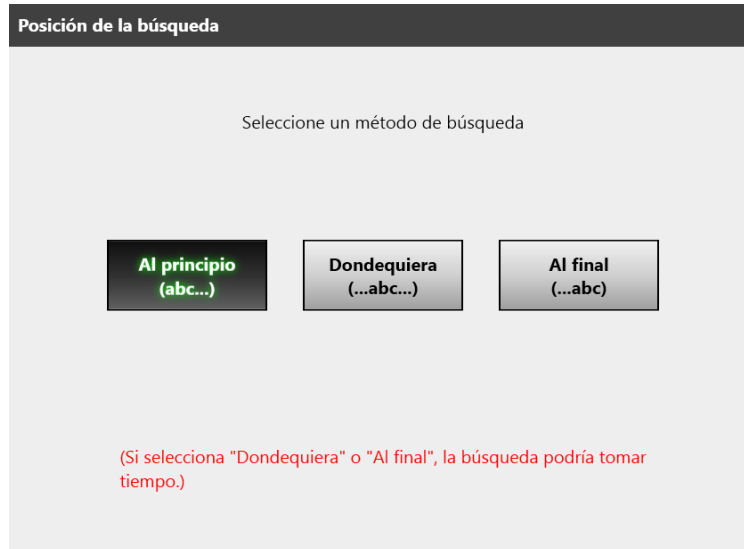 Posición de la búsqueda
Seleccione un método de búsqueda
Al principio
(abc...)
Dondequiera
(...abc...)
Al final
(...abc)
(Si selecciona "Dondequiera" o "Al final", la búsqueda podría tomar
tiempo.)